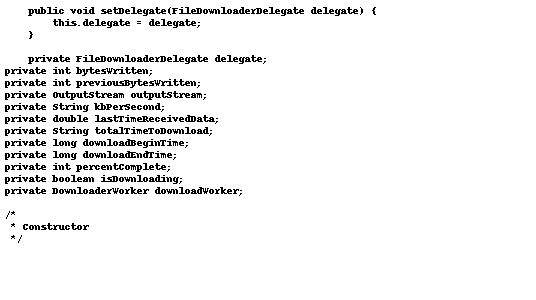 public void setDelegate(FileDownloaderDelegate delegate) {
        this.delegate = delegate;
    }

    private FileDownloaderDelegate delegate;
private int bytesWritten;
private int previousBytesWritten;
private OutputStream outputStream;
private String kbPerSecond;
private double lastTimeReceivedData;
private String totalTimeToDownload;
private long downloadBeginTime;
private long downloadEndTime;
private int percentComplete;
private boolean isDownloading;
private DownloaderWorker downloadWorker;

/*
 * Constructor
 */